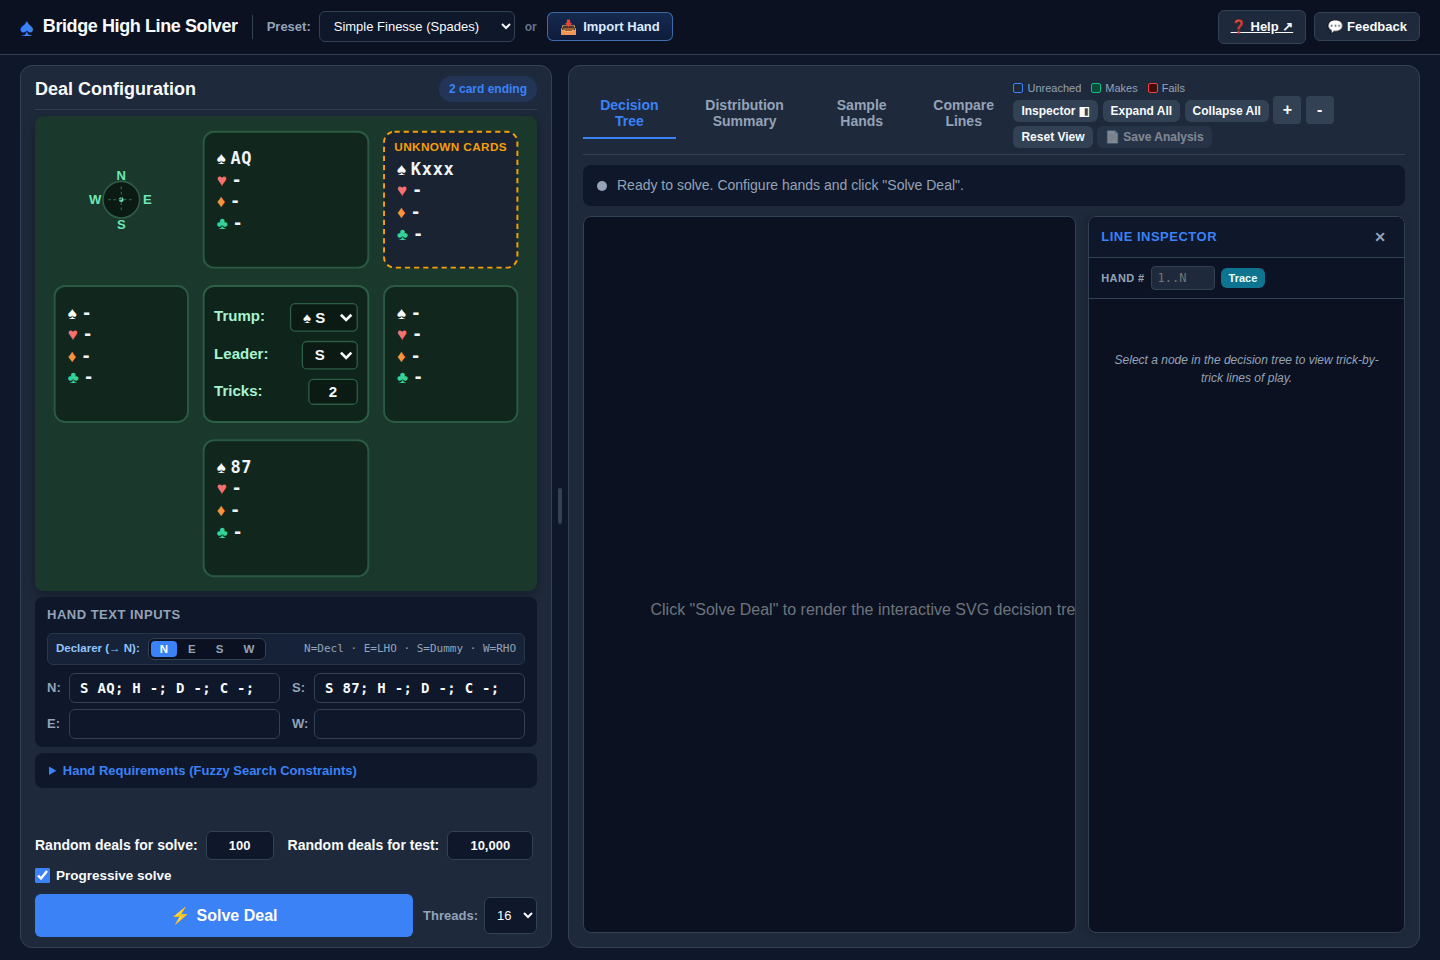 ♠ Bridge High Line Solver
Preset: Simple Finesse (Spades) or 📥 Import Hand
❓ Help ↗
💬 Feedback
Deal Configuration
2 card ending
N
W E
S
♠ AQ
♥ -
♦ -
♣ -
UNKNOWN CARDS
♠ Kxxx
♥ -
♦ -
♣ -
♠ -
♥ -
♦ -
♣ -
Trump: ♠ S
Leader: S
Tricks: 2
♠ -
♥ -
♦ -
♣ -
♠ 87
♥ -
♦ -
♣ -
HAND TEXT INPUTS
Declarer (→ N): N E S W N=Decl · E=LHO · S=Dummy · W=RHO
N: S AQ; H -; D -; C -;
S: S 87; H -; D -; C -;
E:
W:
▶ Hand Requirements (Fuzzy Search Constraints)
Random deals for solve: 100 Random deals for test: 10,000
Progressive solve
⚡ Solve Deal
Threads: 16
Decision
Tree
Distribution
Summary
Sample
Hands
Compare
Lines
Unreached Makes Fails
Inspector ◧ Expand All Collapse All + -
Reset View 📄 Save Analysis
Ready to solve. Configure hands and click "Solve Deal".
Click "Solve Deal" to render the interactive SVG decision tre
LINE INSPECTOR ✕
HAND # 1..N Trace
Select a node in the decision tree to view trick-by-
trick lines of play.